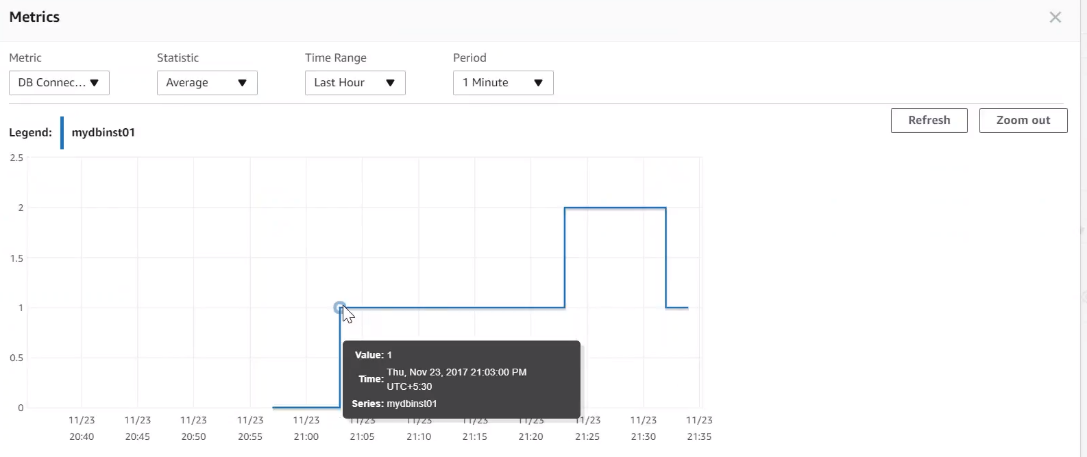 Metrics
Metric Statistic Time Range Period
DB Connec... Average Last Hour 1 Minute
Refresh Zoom out
Legend: mydbinst01
2.5
2
1.5
1
0.5
0
Value: 1
Time: Thu, Nov 23, 2017 21:03:00 PM
UTC+5:30
Series: mydbinst01
11/23 11/23 11/23 11/23 11/23 11/23 11/23 11/23 11/23 11/23 11/23 11/23
20:40 20:45 20:50 20:55 21:00 21:05 21:10 21:15 21:20 21:25 21:30 21:35